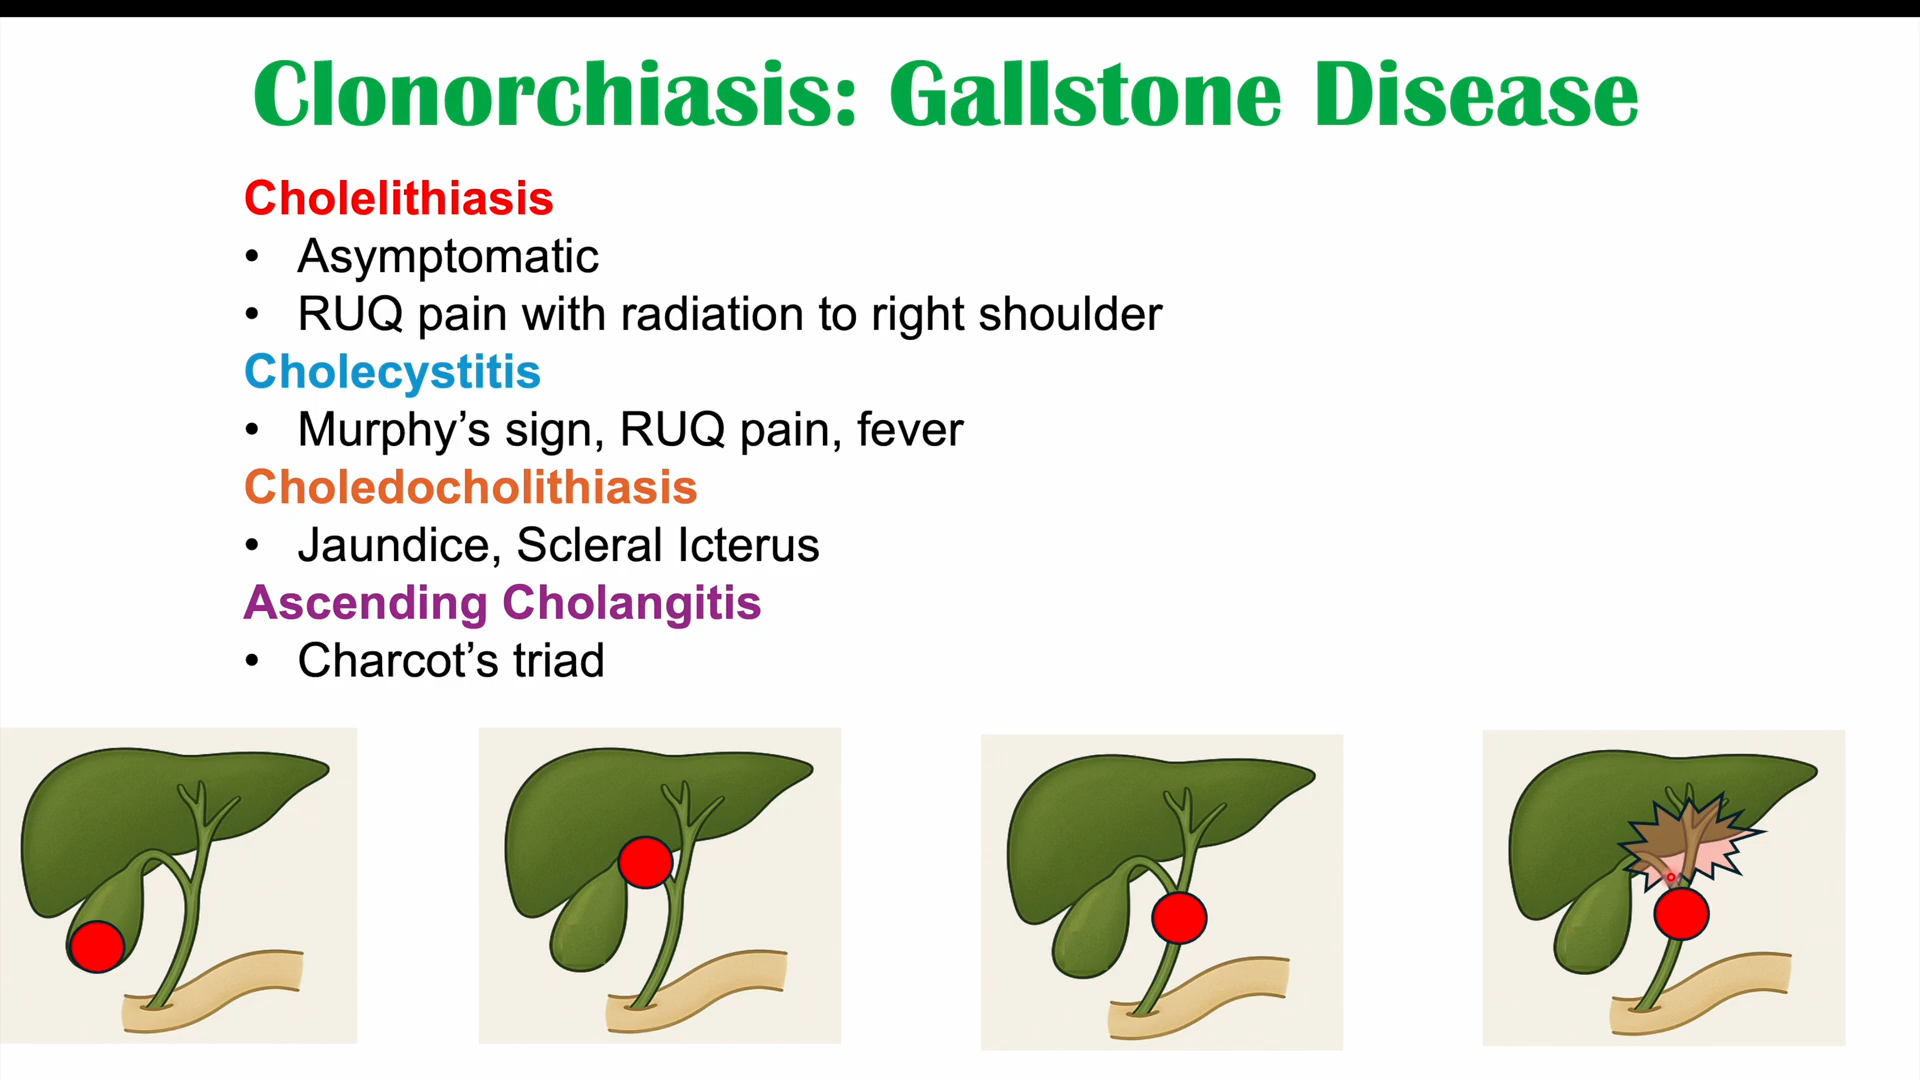 Clonorchiasis: Gallstone Disease
Cholelithiasis
• Asymptomatic
• RUQ pain with radiation to right shoulder
Cholecystitis
• Murphy’s sign, RUQ pain, fever
Choledocholithiasis
• Jaundice, Scleral Icterus
Ascending Cholangitis
• Charcot’s triad